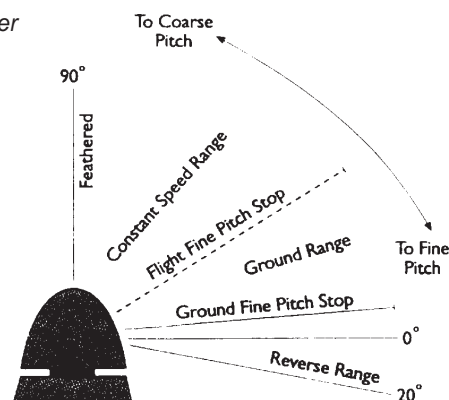 er
To Coarse
Pitch
90°
Feathered
Constant Speed Range
Flight Fine Pitch Stop
Ground Range
To Fine
Pitch
Ground Fine Pitch Stop
0°
Reverse Range
20°